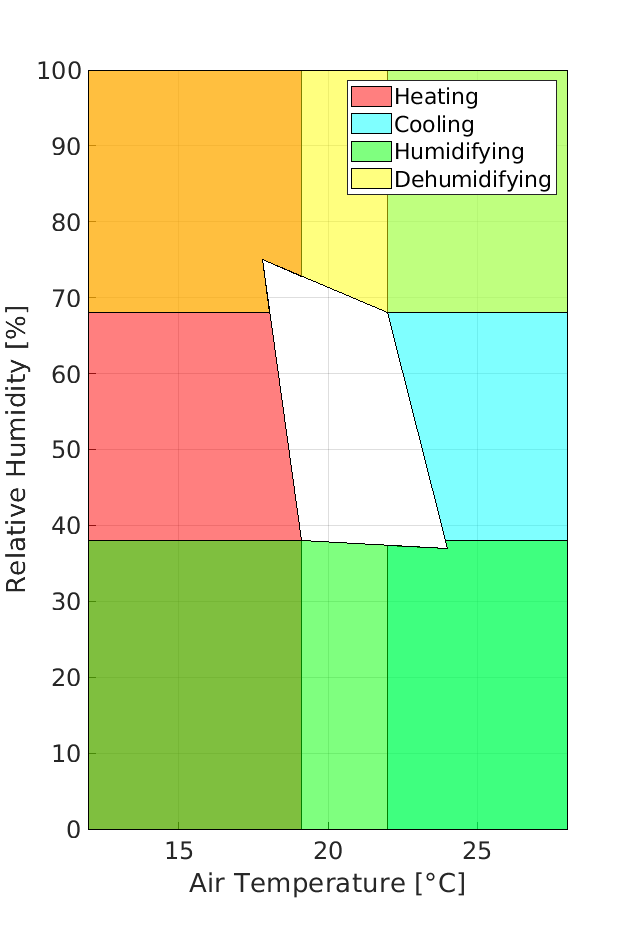 100
90
80
70
60
50
40
30
20
10
0
Relative Humidity [%]
Heating
Cooling
Humidifying
Dehumidifying
15 20 25
Air Temperature [°C]